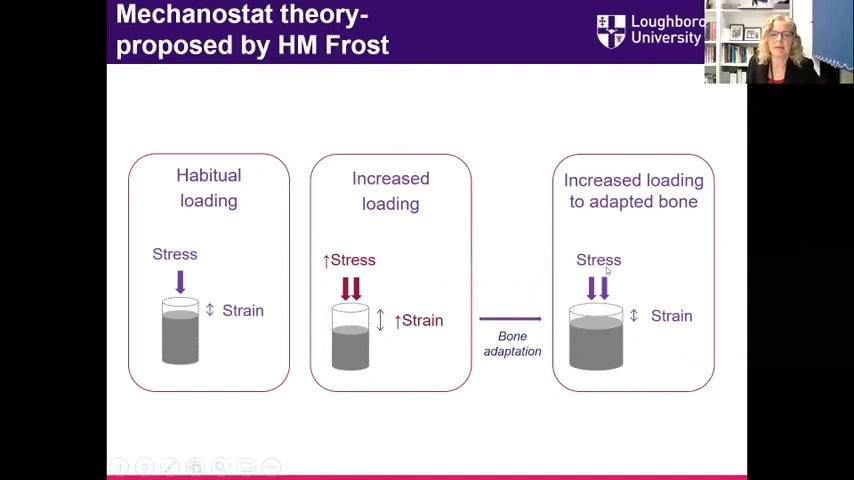 Mechanostat theory-
proposed by HM Frost
Loughboro
University
Habitual
loading
Stress
Strain
Increased
loading
↑Stress
↑Strain
Bone
adaptation
Increased loading
to adapted bone
Stress
Strain